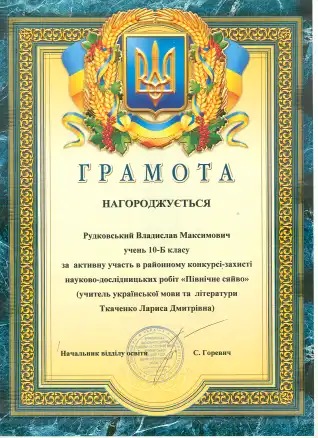 ГРАМОТА
НАГОРОДЖУЄТЬСЯ
Рудковський Владислав Максимович
учень 10-Б класу
за активну участь в районному конкурсі-захисті
науково-дослідницьких робіт «Північне сяйво»
(учитель української мови та літератури
Ткаченко Лариса Дмитрівна)
Начальник відділу освіти С. Горевич